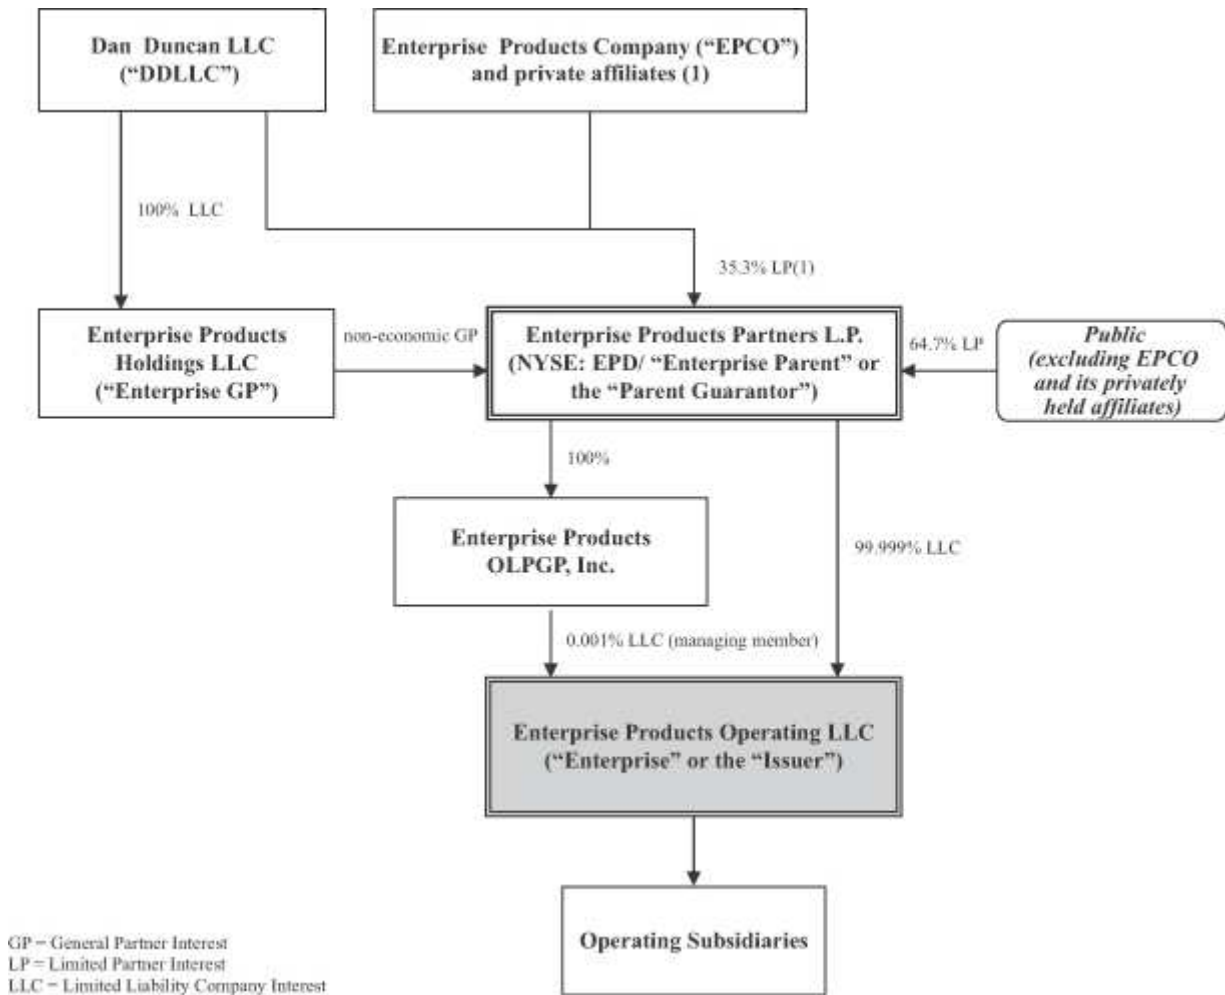 Dan Duncan LLC
(“DDLLC”)
Enterprise Products Company (“EPCO”)
and private affiliates (1)
100% LLC
35.3% LP(1)
Enterprise Products
Holdings LLC
(“Enterprise GP”)
non-economic GP
Enterprise Products Partners L.P.
(NYSE: EPD/ “Enterprise Parent” or
the “Parent Guarantor”)
64.7% LP
Public
(excluding EPCO
and its privately
held affiliates)
100%
Enterprise Products
OLPGP, Inc.
99.999% LLC
0.001% LLC (managing member)
Enterprise Products Operating LLC
(“Enterprise” or the “Issuer”)
Operating Subsidiaries
GP = General Partner Interest
LP = Limited Partner Interest
LLC = Limited Liability Company Interest